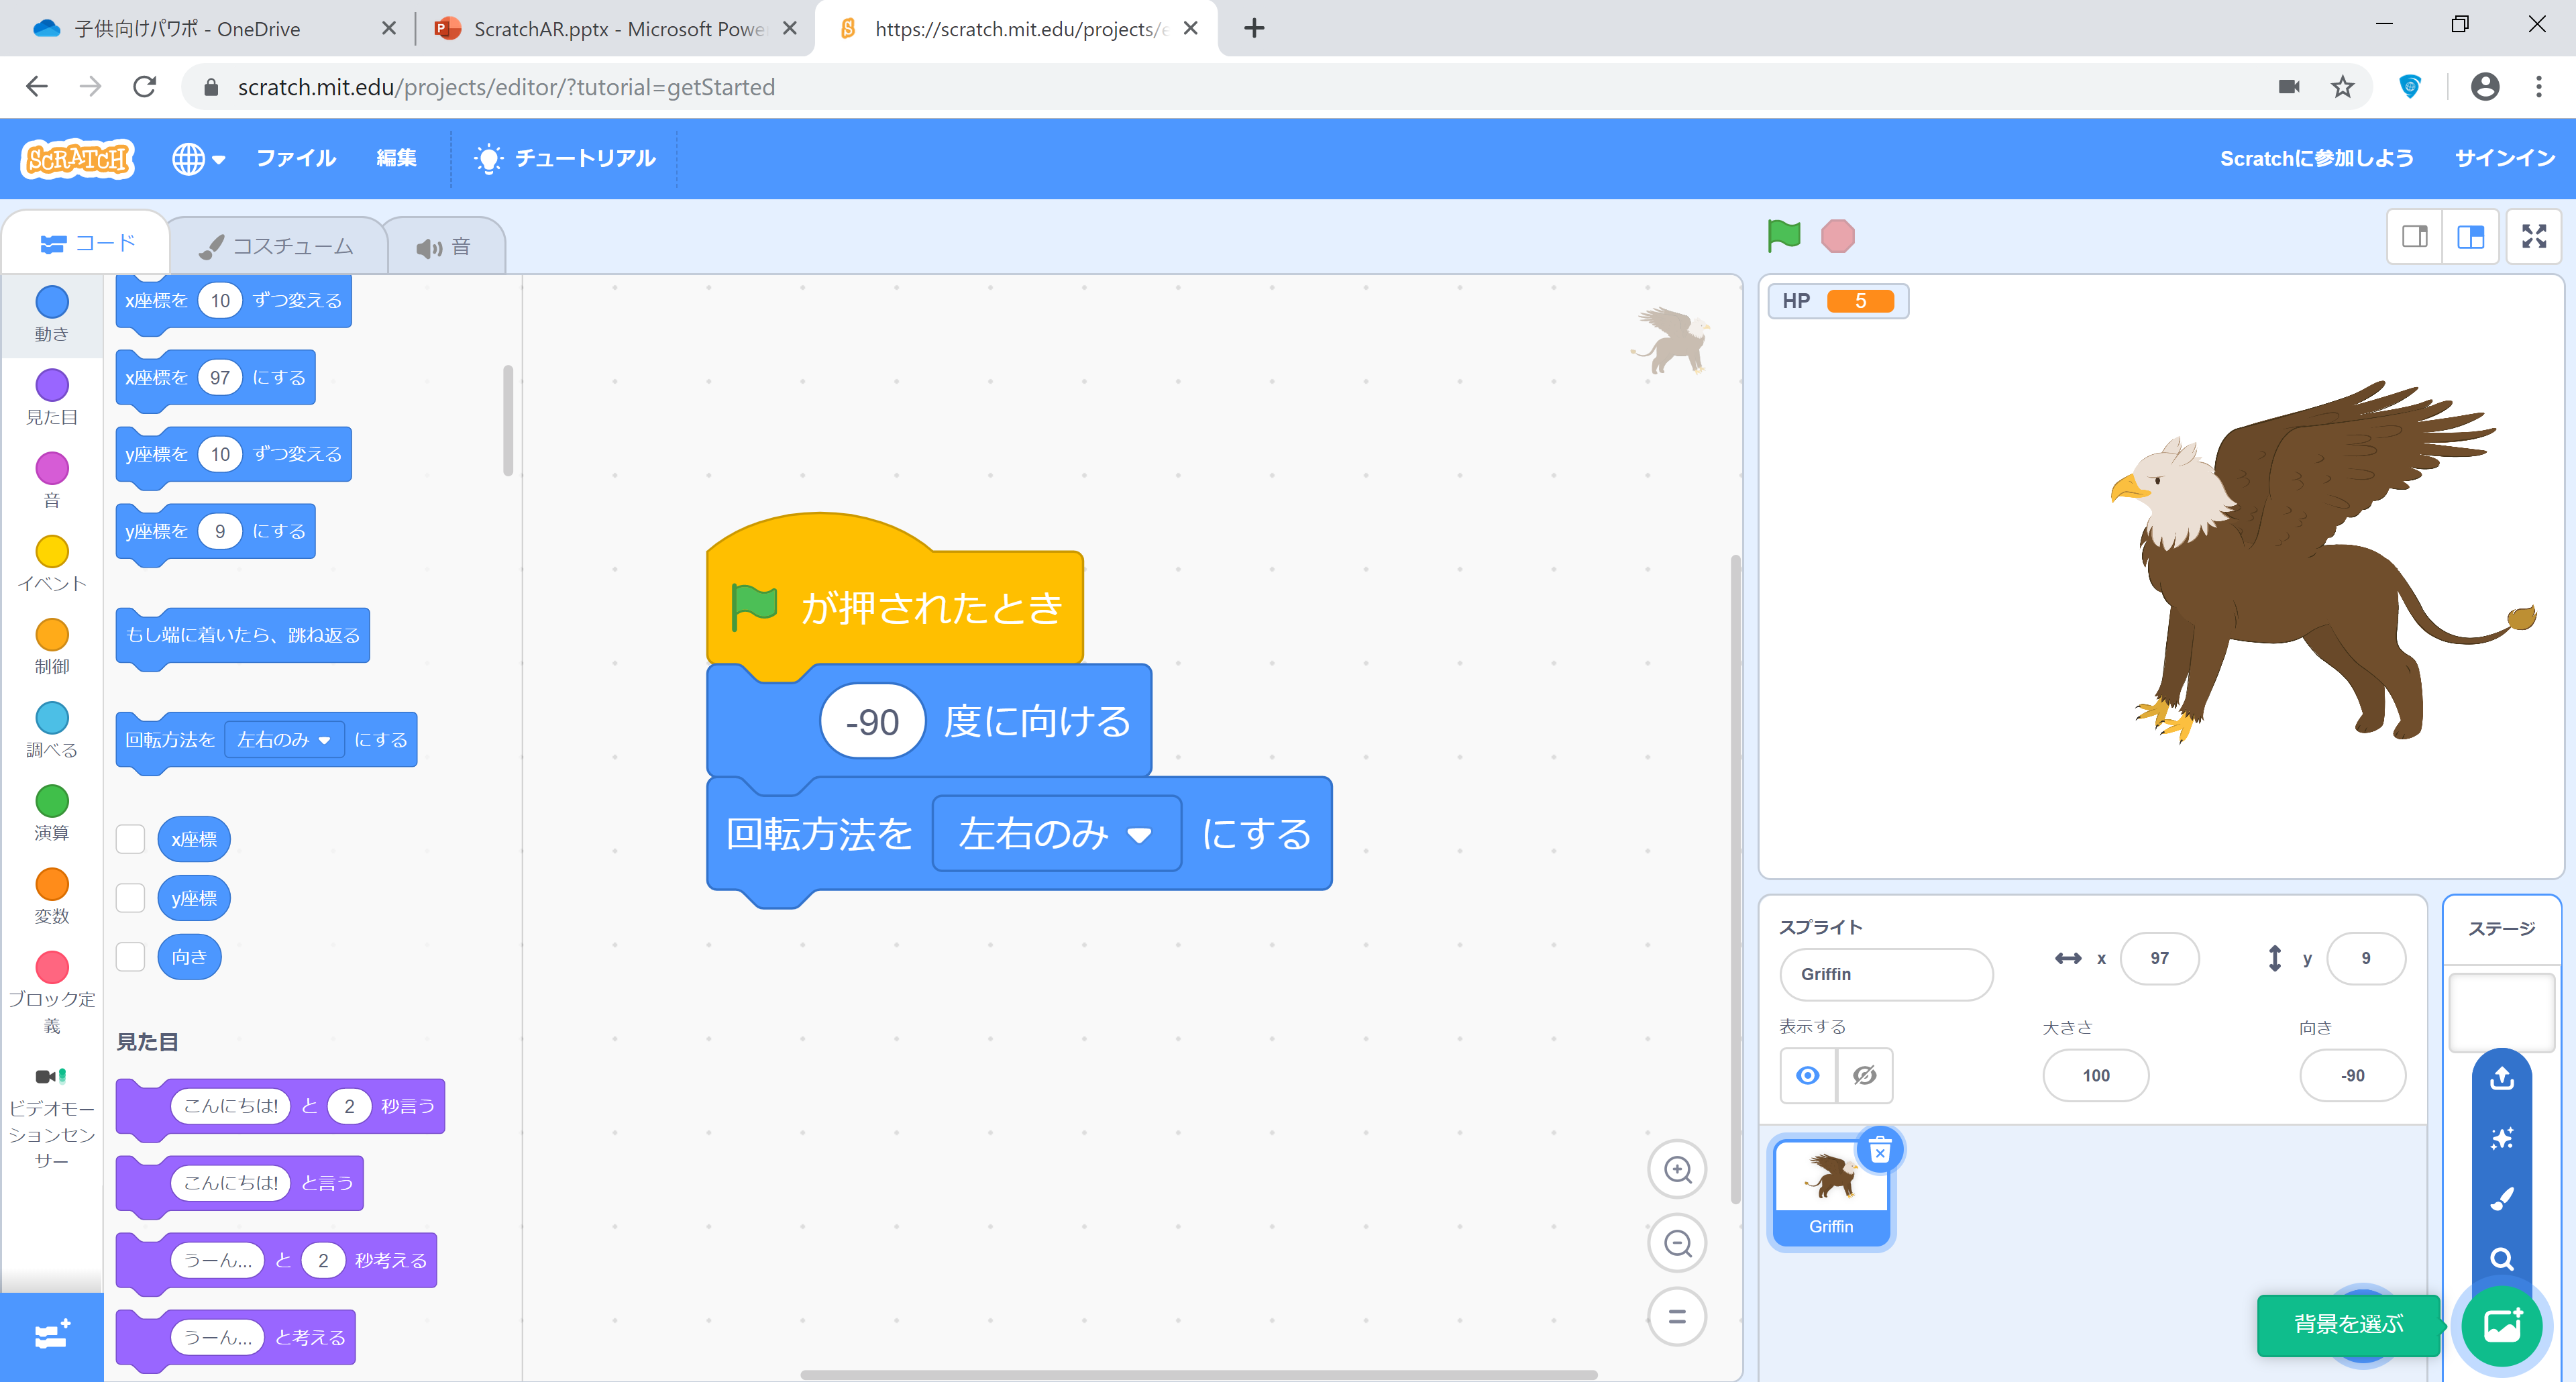 子供向けパワポ - OneDrive
ScratchAR.pptx - Microsoft Powe
https://scratch.mit.edu/projects/e
scratch.mit.edu/projects/editor/?tutorial=getStarted
SCRATCH
ファイル
編集
チュートリアル
Scratchに参加しよう
サインイン
コード
コスチューム
音
動き
見た目
音
イベント
制御
調べる
演算
変数
ブロック定
義
ビデオモー
ションセン
サー
x座標を 10 ずつ変える
x座標を 97 にする
y座標を 10 ずつ変える
y座標を 9 にする
もし端に着いたら、跳ね返る
回転方法を 左右のみ にする
x座標
y座標
向き
見た目
こんにちは! と 2 秒言う
こんにちは! と言う
うーん... と 2 秒考える
うーん... と考える
が押されたとき
-90 度に向ける
回転方法を 左右のみ にする
HP 5
スプライト
Griffin
x 97
y 9
表示する
大きさ
100
向き
-90
Griffin
ステージ
背景を選ぶ